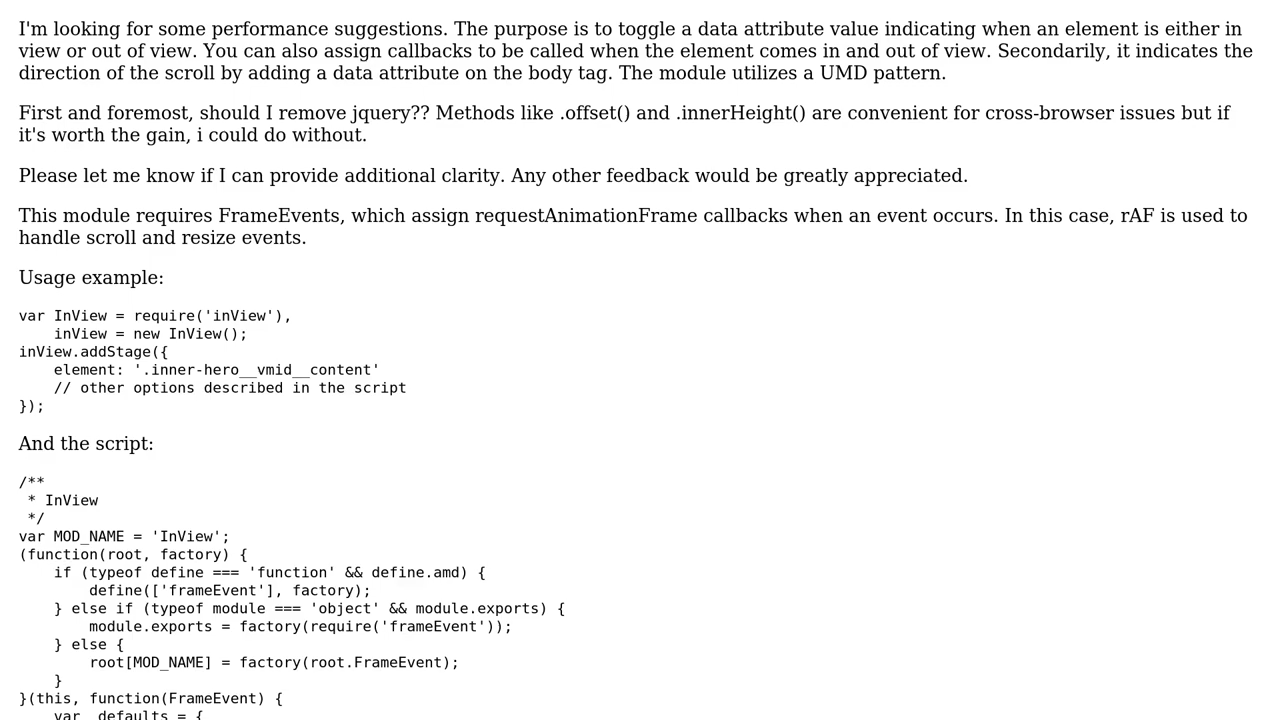 I'm looking for some performance suggestions. The purpose is to toggle a data attribute value indicating when an element is either in
view or out of view. You can also assign callbacks to be called when the element comes in and out of view. Secondarily, it indicates the
direction of the scroll by adding a data attribute on the body tag. The module utilizes a UMD pattern.
First and foremost, should I remove jquery?? Methods like .offset() and .innerHeight() are convenient for cross-browser issues but if
it's worth the gain, i could do without.
Please let me know if I can provide additional clarity. Any other feedback would be greatly appreciated.
This module requires FrameEvents, which assign requestAnimationFrame callbacks when an event occurs. In this case, rAF is used to
handle scroll and resize events.
Usage example:
var InView = require('inView'),
    inView = new InView();
inView.addStage({
    element: '.inner-hero__vmid__content'
    // other options described in the script
});
And the script:
/**
 * InView
 */
var MOD_NAME = 'InView';
(function(root, factory) {
    if (typeof define === 'function' && define.amd) {
        define(['frameEvent'], factory);
    } else if (typeof module === 'object' && module.exports) {
        module.exports = factory(require('frameEvent'));
    } else {
        root[MOD_NAME] = factory(root.FrameEvent);
    }
}(this, function(FrameEvent) {
    var _defaults = {